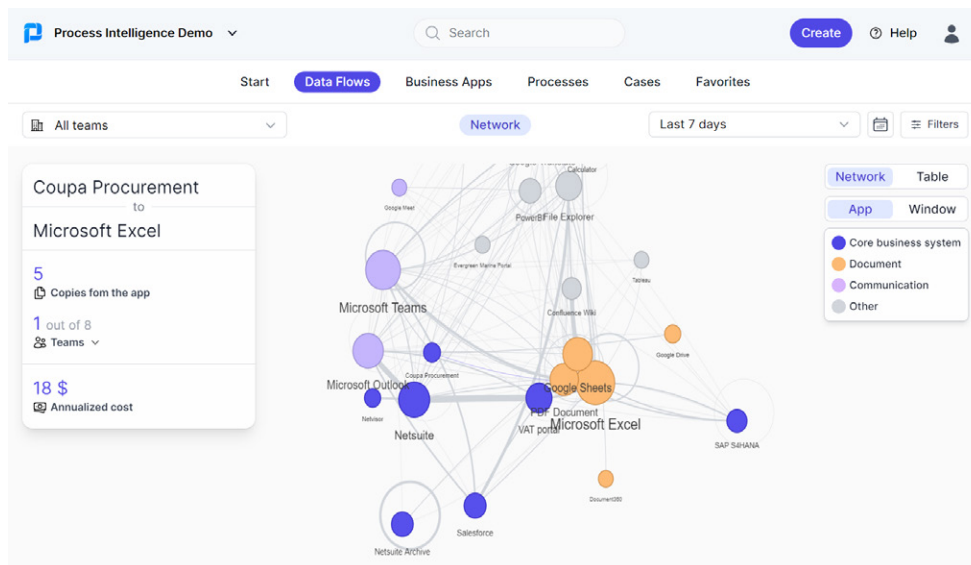 Process Intelligence Demo
Search
Create
Help
Start
Data Flows
Business Apps
Processes
Cases
Favorites
All teams
Network
Last 7 days
Filters
Coupa Procurement
to
Microsoft Excel
5
Copies fom the app
1 out of 8
Teams
18 $
Annualized cost
Calculator
Google Meet
PowerBI
File Explorer
Evergreen Marine Portal
Tableau
Microsoft Teams
Confluence Wiki
Google Drive
Coupa Procurement
Microsoft Outlook
Google Sheets
Netvisor
PDF Document
VAT portal
Microsoft Excel
Netsuite
SAP S4HANA
Document360
Salesforce
Netsuite Archive
Network
Table
App
Window
Core business system
Document
Communication
Other